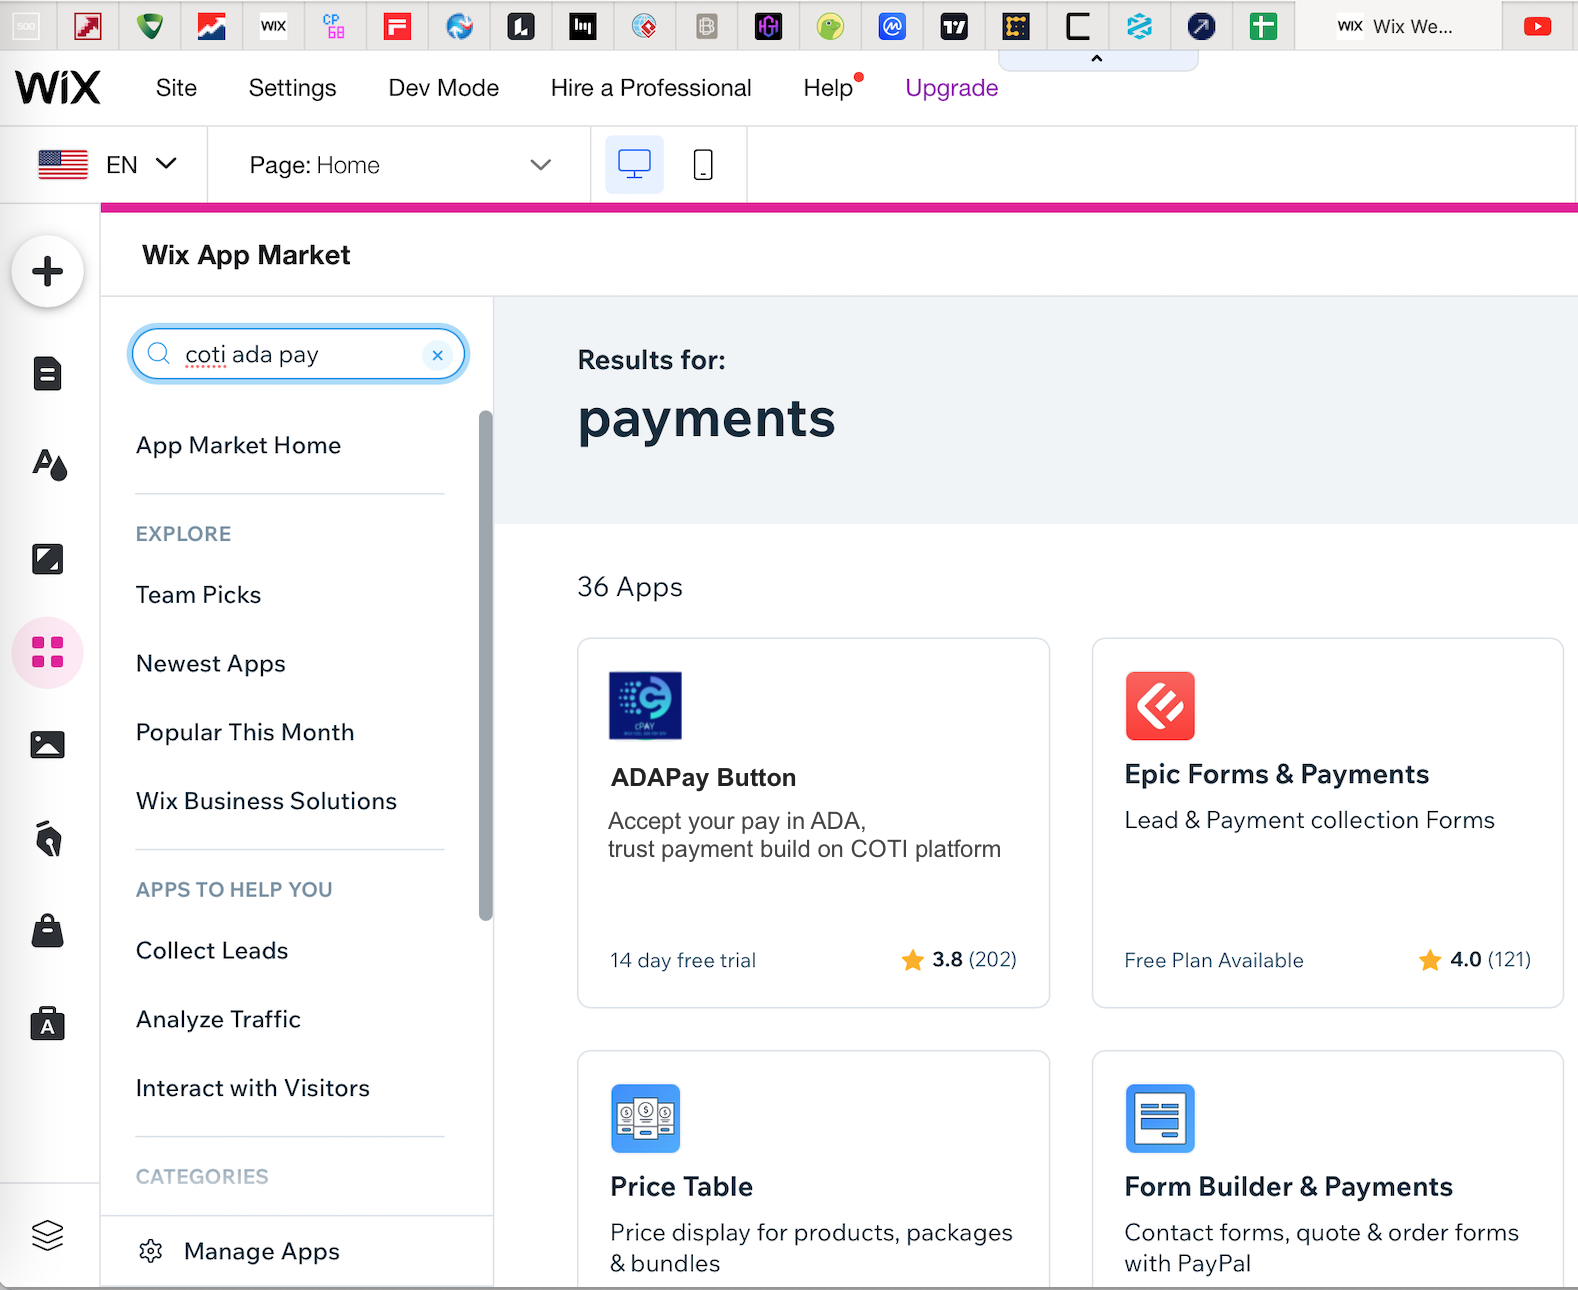 500
WIX
CP
GB
WIX
Wix We...
WIX
Site
Settings
Dev Mode
Hire a Professional
Help
Upgrade
EN
Page: Home
Wix App Market
coti ada pay
App Market Home
EXPLORE
Team Picks
Newest Apps
Popular This Month
Wix Business Solutions
APPS TO HELP YOU
Collect Leads
Analyze Traffic
Interact with Visitors
CATEGORIES
Manage Apps
Results for:
payments
36 Apps
cPAY
ADAPay Button
Accept your pay in ADA,
trust payment build on COTI platform
14 day free trial
3.8 (202)
Epic Forms & Payments
Lead & Payment collection Forms
Free Plan Available
4.0 (121)
Price Table
Price display for products, packages
& bundles
Form Builder & Payments
Contact forms, quote & order forms
with PayPal